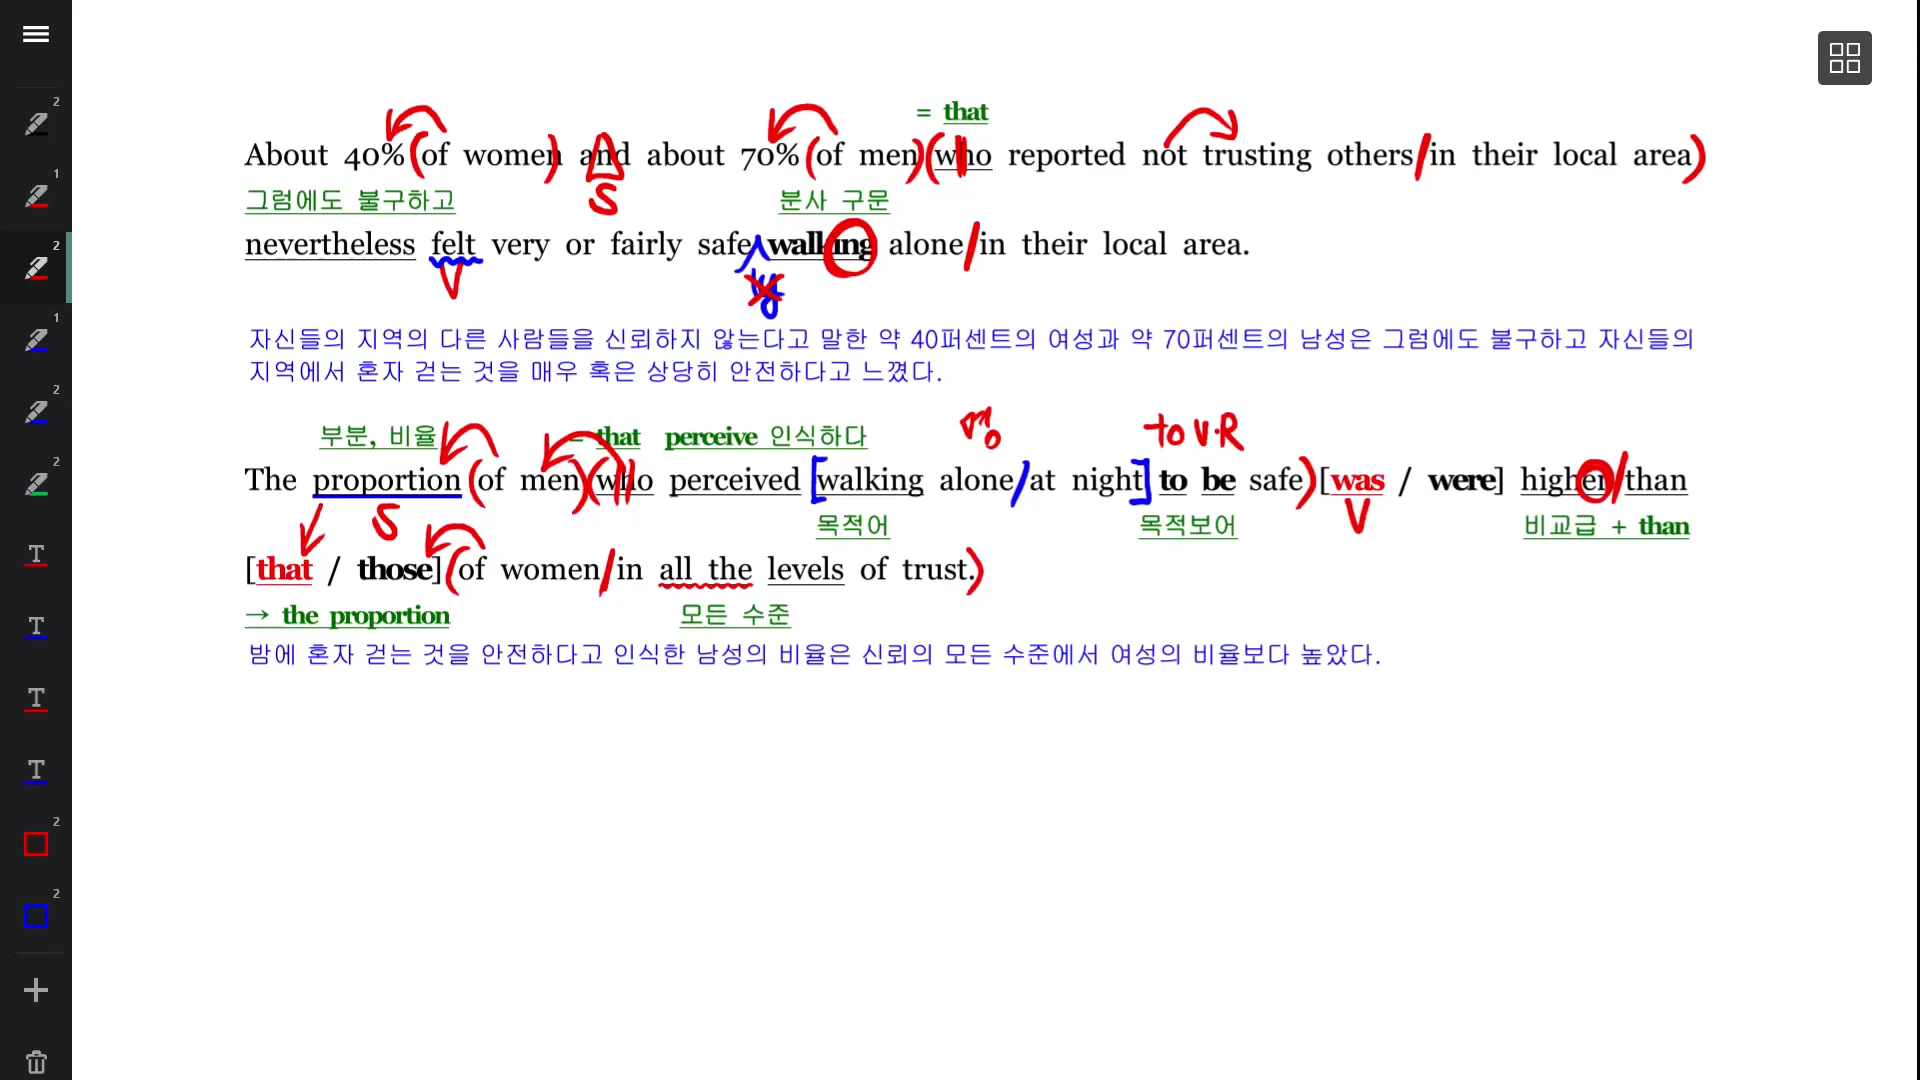 = that
About 40% (of women) and about 70% (of men)(who reported not trusting others/in their local area)
그럼에도 불구하고 S 분사 구문
nevertheless felt very or fairly safe walking alone/in their local area.
V ly
자신들의 지역의 다른 사람들을 신뢰하지 않는다고 말한 약 40퍼센트의 여성과 약 70퍼센트의 남성은 그럼에도 불구하고 자신들의
지역에서 혼자 걷는 것을 매우 혹은 상당히 안전하다고 느꼈다.
부분, 비율 = that perceive 인식하다 to V·R
The proportion (of men)(who perceived [walking alone/at night] to be safe) [was / were] higher/than
S 목적어 목적보어 V 비교급 + than
[that / those](of women/in all the levels of trust.)
→ the proportion 모든 수준
밤에 혼자 걷는 것을 안전하다고 인식한 남성의 비율은 신뢰의 모든 수준에서 여성의 비율보다 높았다.
2
1
2
1
2
2
T
T
T
T
2
2